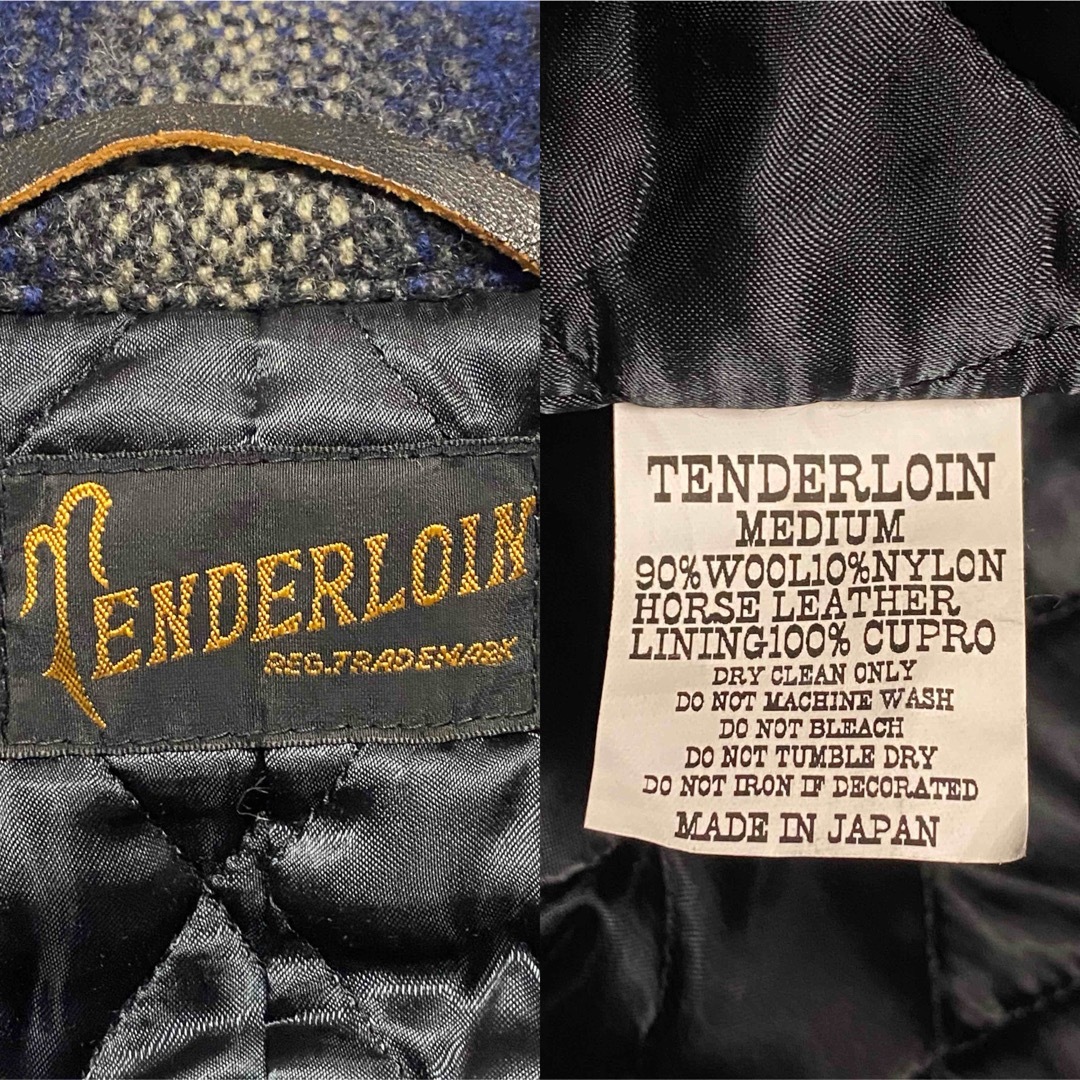 TENDERLOIN
REG.TRADEMARK
TENDERLOIN
MEDIUM
90%WOOL10%NYLON
HORSE LEATHER
LINING100% CUPRO
DRY CLEAN ONLY
DO NOT MACHINE WASH
DO NOT BLEACH
DO NOT TUMBLE DRY
DO NOT IRON IF DECORATED
MADE IN JAPAN